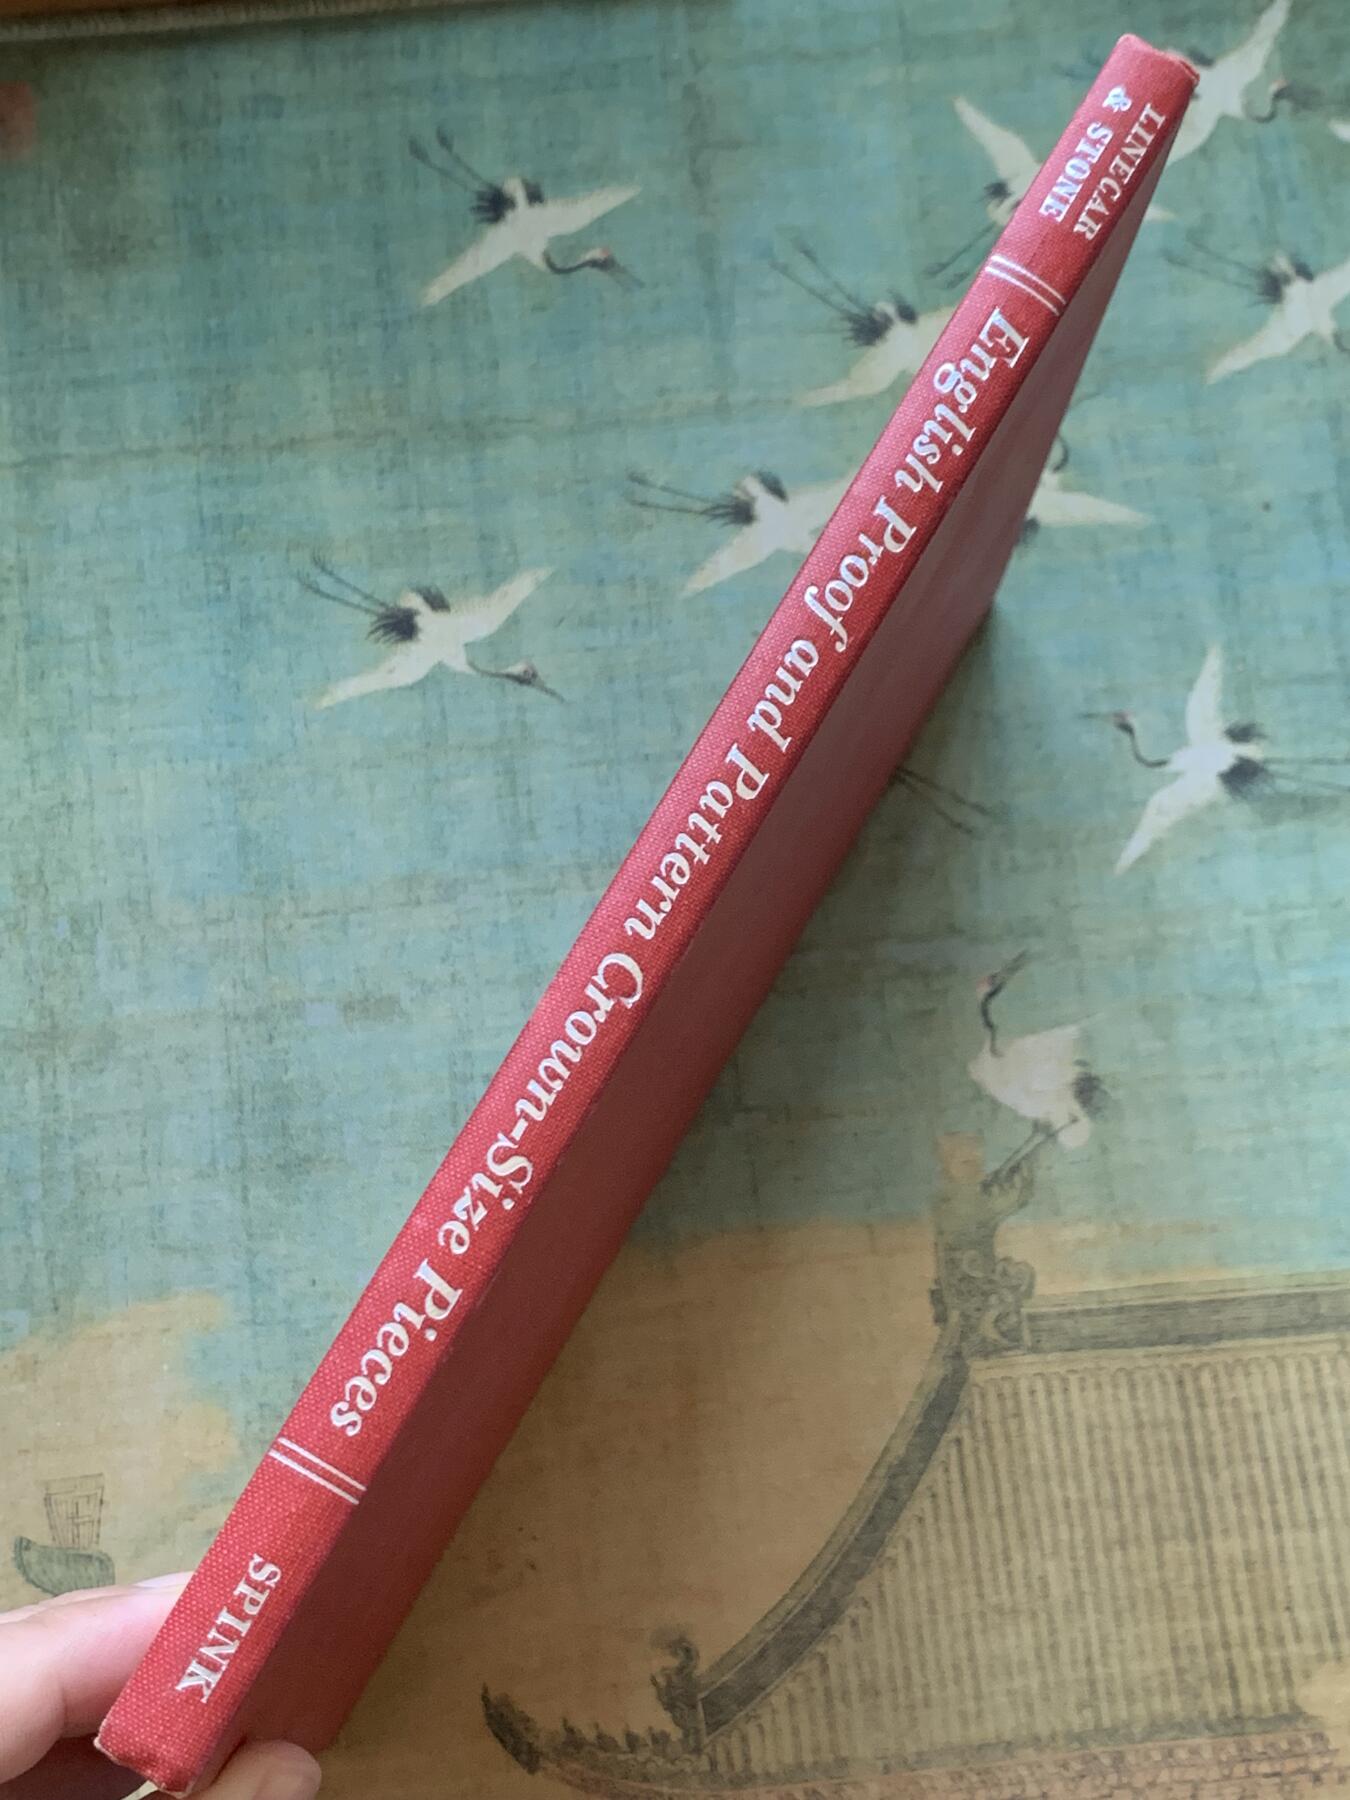 LINECAR
& STONE
English Proof and Pattern Crown-Size Pieces
SPINK